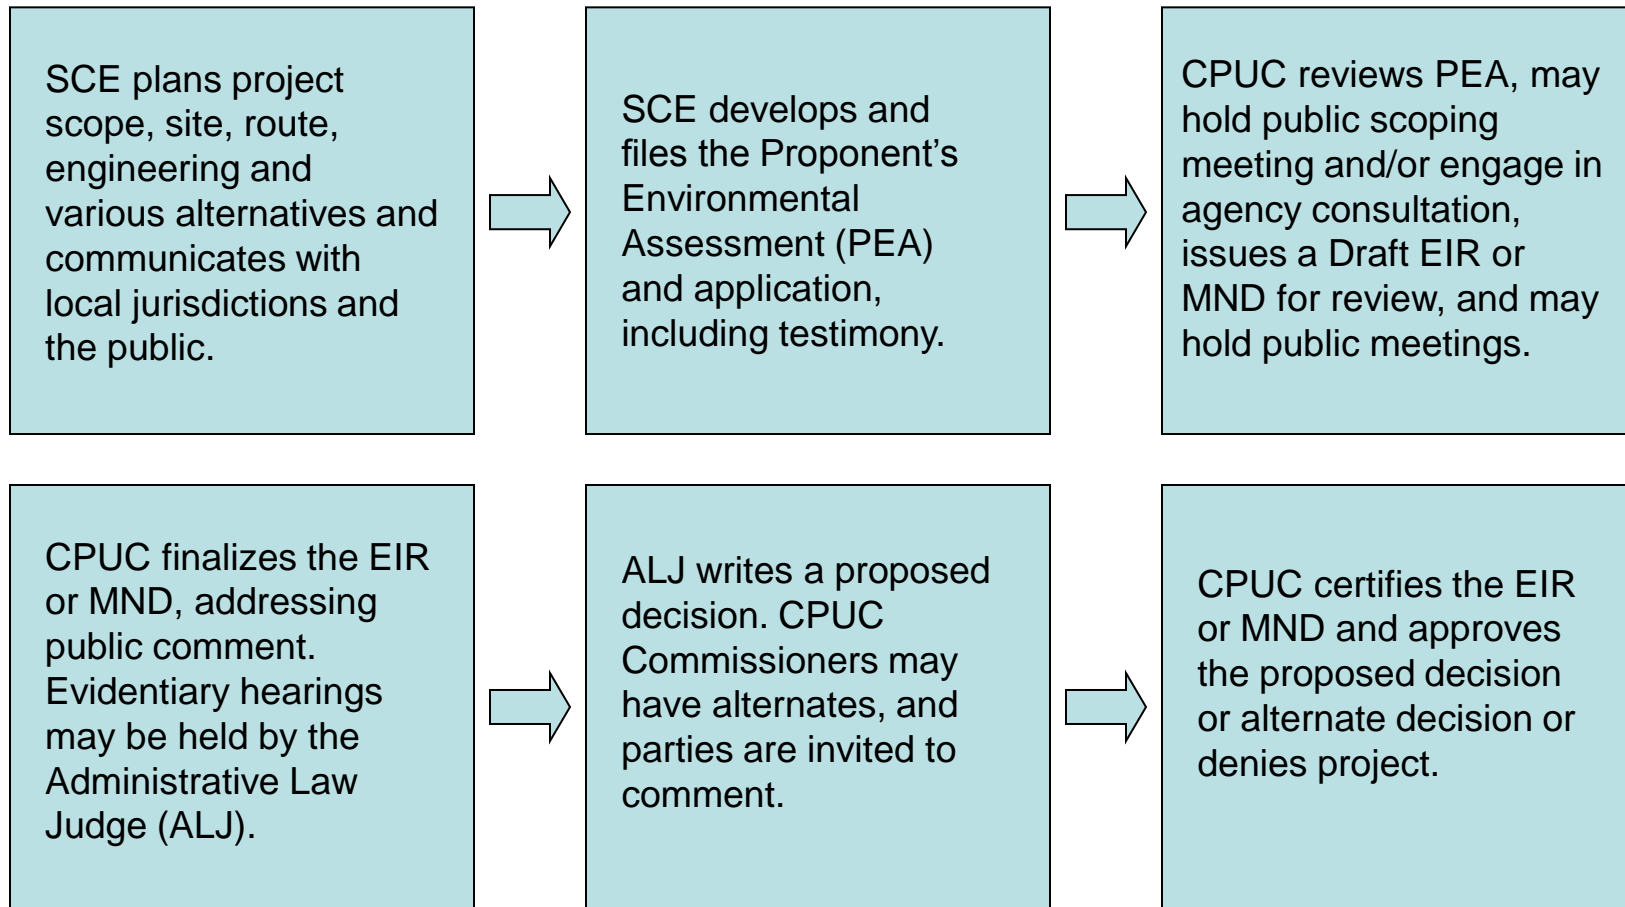 SCE plans project
scope, site, route,
engineering and
various alternatives and
communicates with
local jurisdictions and
the public.
SCE develops and
files the Proponent's
Environmental
Assessment (PEA)
and application,
including testimony.
CPUC reviews PEA, may
hold public scoping
meeting and/or engage in
agency consultation,
issues a Draft EIR or
MND for review, and may
hold public meetings.
CPUC finalizes the EIR
or MND, addressing
public comment.
Evidentiary hearings
may be held by the
Administrative Law
Judge (ALJ).
ALJ writes a proposed
decision. CPUC
Commissioners may
have alternates, and
parties are invited to
comment.
CPUC certifies the EIR
or MND and approves
the proposed decision
or alternate decision or
denies project.